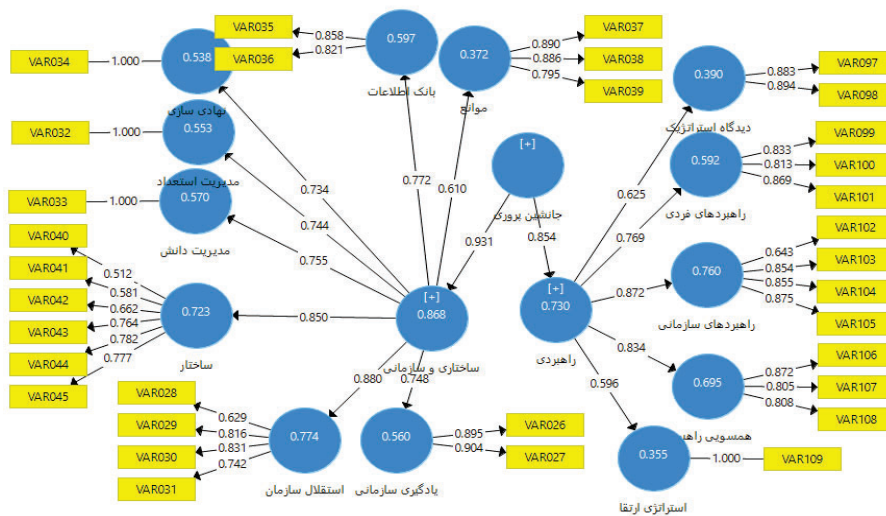 VAR034
1.000
0.538
نهادی سازی
VAR032
1.000
0.553
مدیریت استعداد
VAR033
1.000
0.570
مدیریت دانش
VAR035
VAR036
0.858
0.821
0.597
بانک اطلاعات
0.372
موانع
0.890
0.886
0.795
VAR037
VAR038
VAR039
[+]
جانشین پروری
0.734
0.744
0.755
0.772
0.610
0.931
0.854
VAR040
VAR041
VAR042
VAR043
VAR044
VAR045
0.512
0.581
0.662
0.764
0.782
0.777
0.723
ساختار
0.850
[+]
0.868
ساختاری و سازمانی
0.880
0.748
VAR028
VAR029
VAR030
VAR031
0.629
0.816
0.831
0.742
0.774
استقلال سازمان
0.560
یادگیری سازمانی
0.895
0.904
VAR026
VAR027
[+]
0.730
راهبردی
0.625
0.769
0.872
0.834
0.596
0.390
دیدگاه استراتژیک
0.883
0.894
VAR097
VAR098
0.592
راهبردهای فردی
0.833
0.813
0.869
VAR099
VAR100
VAR101
0.760
راهبردهای سازمانی
0.643
0.854
0.855
0.875
VAR102
VAR103
VAR104
VAR105
0.695
همسویی راهبر
0.872
0.805
0.808
VAR106
VAR107
VAR108
0.355
استراتژی ارتقا
1.000
VAR109